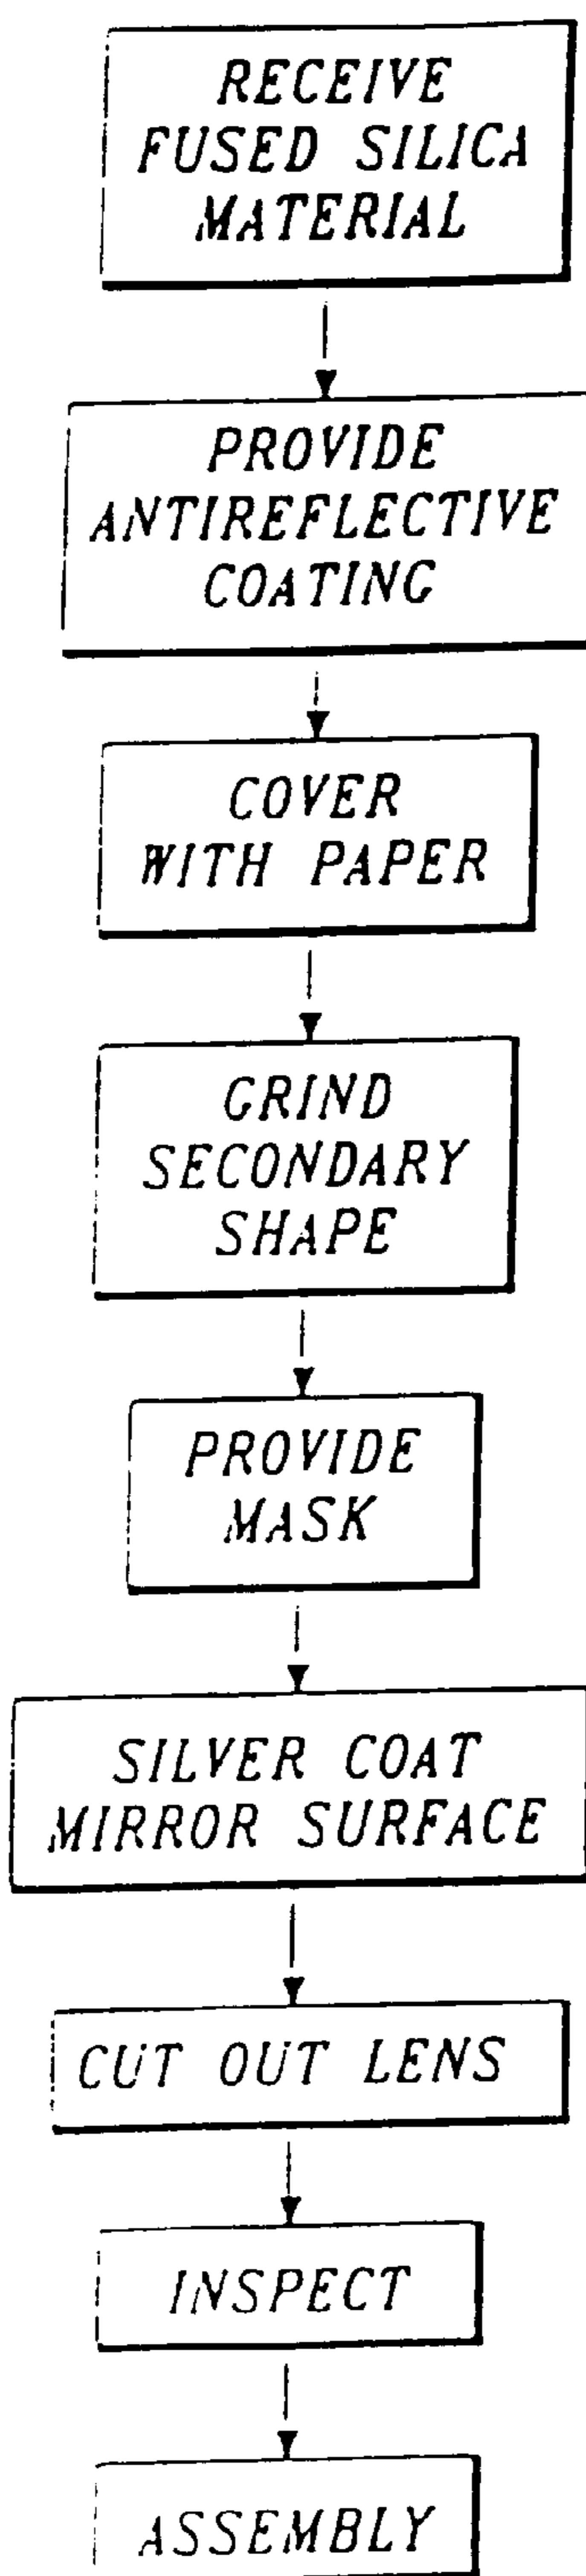 RECEIVE
FUSED SILICA
MATERIAL
PROVIDE
ANTIREFLECTIVE
COATING
COVER
WITH PAPER
GRIND
SECONDARY
SHAPE
PROVIDE
MASK
SILVER COAT
MIRROR SURFACE
CUT OUT LENS
INSPECT
ASSEMBLY